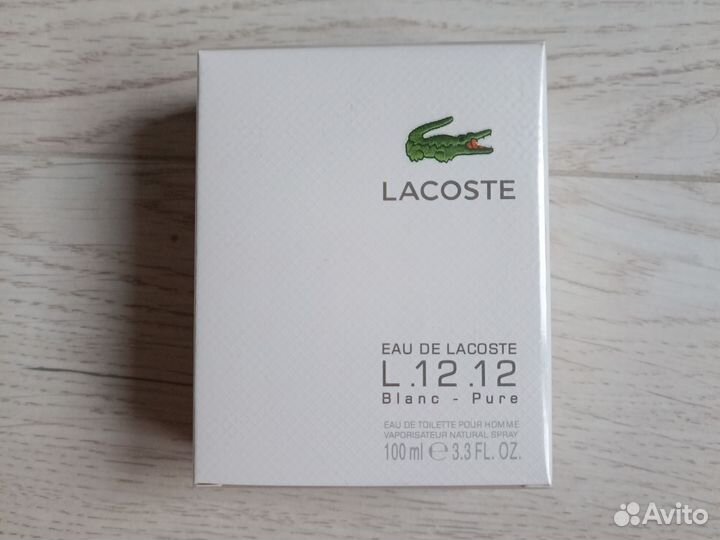 LACOSTE
EAU DE LACOSTE
L.12.12
Blanc - Pure
EAU DE TOILETTE POUR HOMME
VAPORISATEUR NATURAL SPRAY
100 ml ℮ 3.3 FL. OZ.
Avito